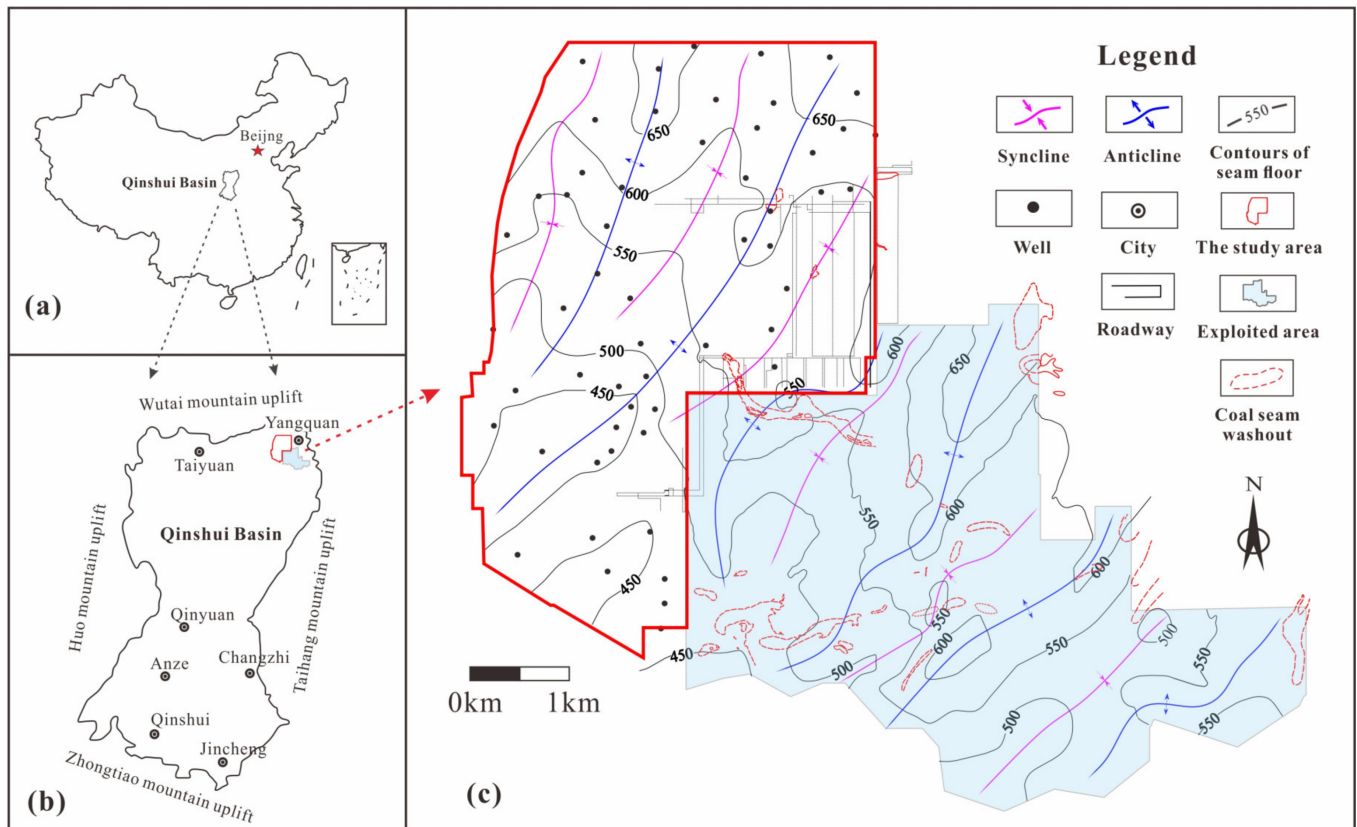 Beijng
Qinshui Basin
(a)
Wutai mountain uplift
Yangquan
Taiyuan
Qinshui Basin
Huo mountain uplift
Taihang mountain uplift
Qinyuan
Anze
Changzhi
Qinshui
Jincheng
Zhongtiao mountain uplift
(b)
Legend
550
Syncline
Anticline
Contours of
seam floor
Well
City
The study area
Roadway
Exploited area
Coal seam
washout
N
650
650
600
600
550
500
450
450
450
550
600
650
550
600
550
600
500
600
550
500
500
550
550
0km
1km
(c)